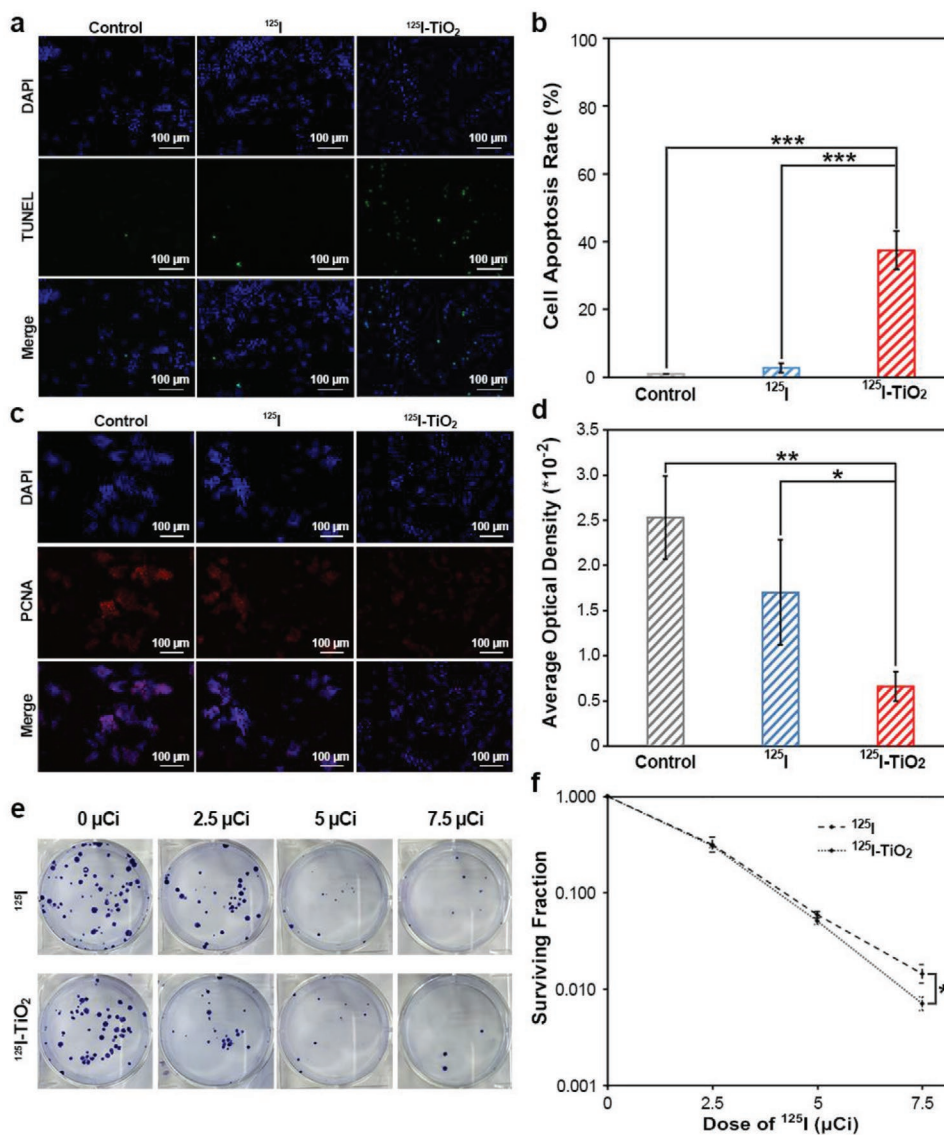 a
Control
¹²⁵I
¹²⁵I-TiO₂
DAPI
100 μm
100 μm
100 μm
TUNEL
100 μm
100 μm
100 μm
Merge
100 μm
100 μm
100 μm
b
Cell Apoptosis Rate (%)
100
80
60
40
20
0
***
***
Control
¹²⁵I
¹²⁵I-TiO₂
c
Control
¹²⁵I
¹²⁵I-TiO₂
DAPI
100 μm
100 μm
100 μm
PCNA
100 μm
100 μm
100 μm
Merge
100 μm
100 μm
100 μm
d
Average Optical Density (*10⁻²)
3.5
3.0
2.5
2.0
1.5
1.0
0.5
0
**
*
Control
¹²⁵I
¹²⁵I-TiO₂
e
0 μCi
2.5 μCi
5 μCi
7.5 μCi
¹²⁵I
¹²⁵I-TiO₂
f
Surviving Fraction
1.000
0.100
0.010
0.001
¹²⁵I
¹²⁵I-TiO₂
*
0
2.5
5
7.5
Dose of ¹²⁵I (μCi)